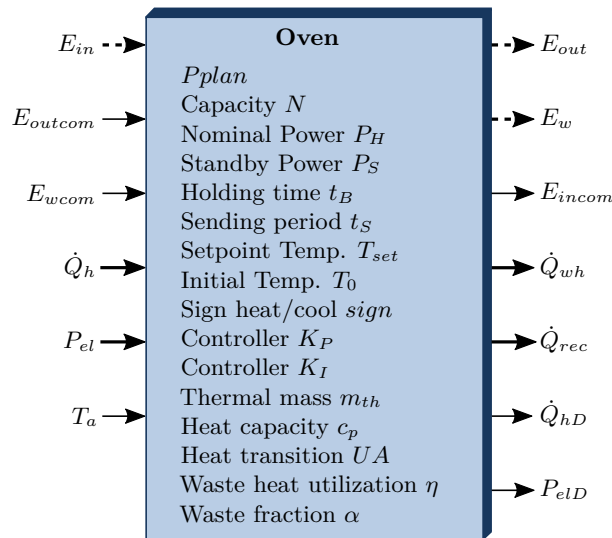 Oven
E_in
E_outcom
E_wcom
Q̇_h
P_el
T_a
Pplan
Capacity N
Nominal Power P_H
Standby Power P_S
Holding time t_B
Sending period t_S
Setpoint Temp. T_set
Initial Temp. T_0
Sign heat/cool sign
Controller K_P
Controller K_I
Thermal mass m_th
Heat capacity c_p
Heat transition UA
Waste heat utilization η
Waste fraction α
E_out
E_w
E_incom
Q̇_wh
Q̇_rec
Q̇_hD
P_elD